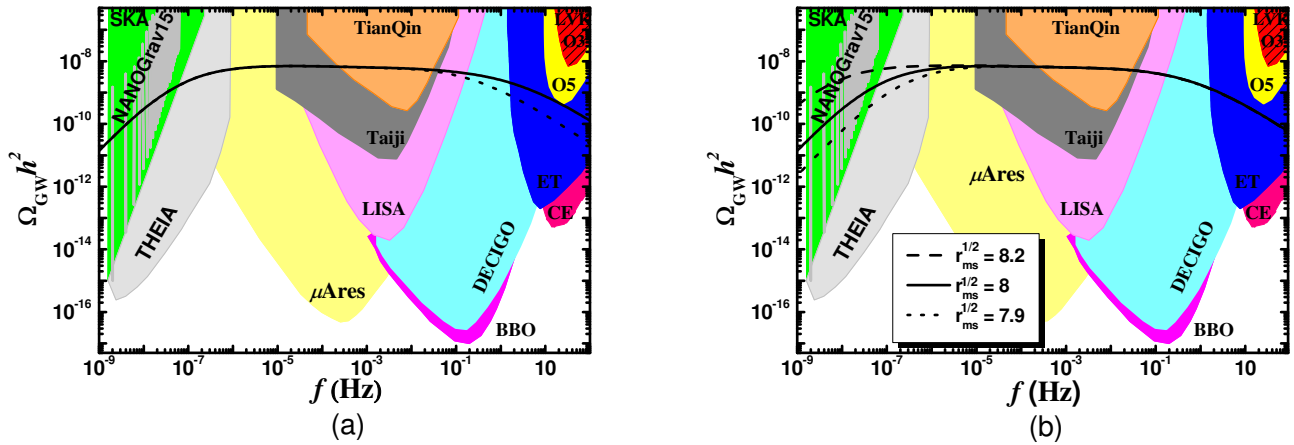 SKA
NANOGrav15
THEIA
μAres
TianQin
Taiji
LISA
DECIGO
BBO
LVK
O3
O5
ET
CE
10⁻⁸
10⁻¹⁰
10⁻¹²
10⁻¹⁴
10⁻¹⁶
Ω_GW h²
10⁻⁹ 10⁻⁷ 10⁻⁵ 10⁻³ 10⁻¹ 10¹
f (Hz)
(a)
SKA
NANOGrav15
THEIA
μAres
TianQin
Taiji
LISA
DECIGO
BBO
LVK
O3
O5
ET
CE
r_ms^1/2 = 8.2
r_ms^1/2 = 8
r_ms^1/2 = 7.9
10⁻⁸
10⁻¹⁰
10⁻¹²
10⁻¹⁴
10⁻¹⁶
Ω_GW h²
10⁻⁹ 10⁻⁷ 10⁻⁵ 10⁻³ 10⁻¹ 10¹
f (Hz)
(b)